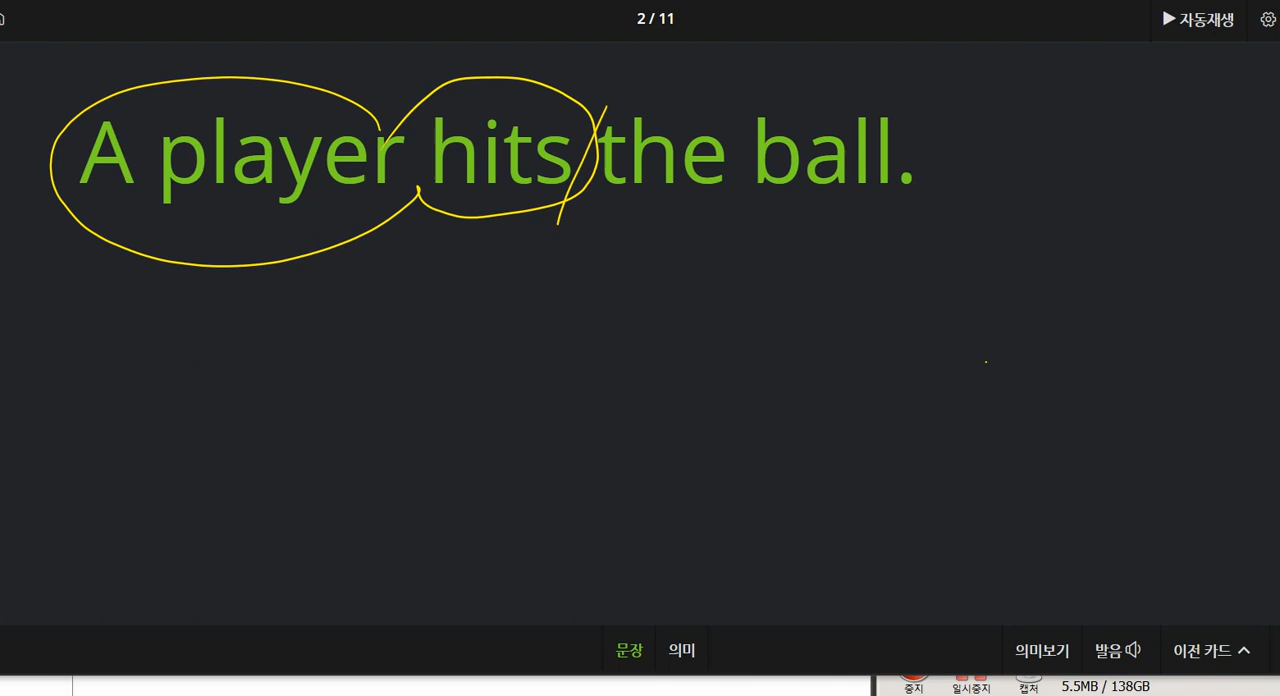 2 / 11
▶ 자동재생
A player hits the ball.
문장
의미
의미보기
발음
이전 카드
중지
일시중지
캡처
5.5MB / 138GB